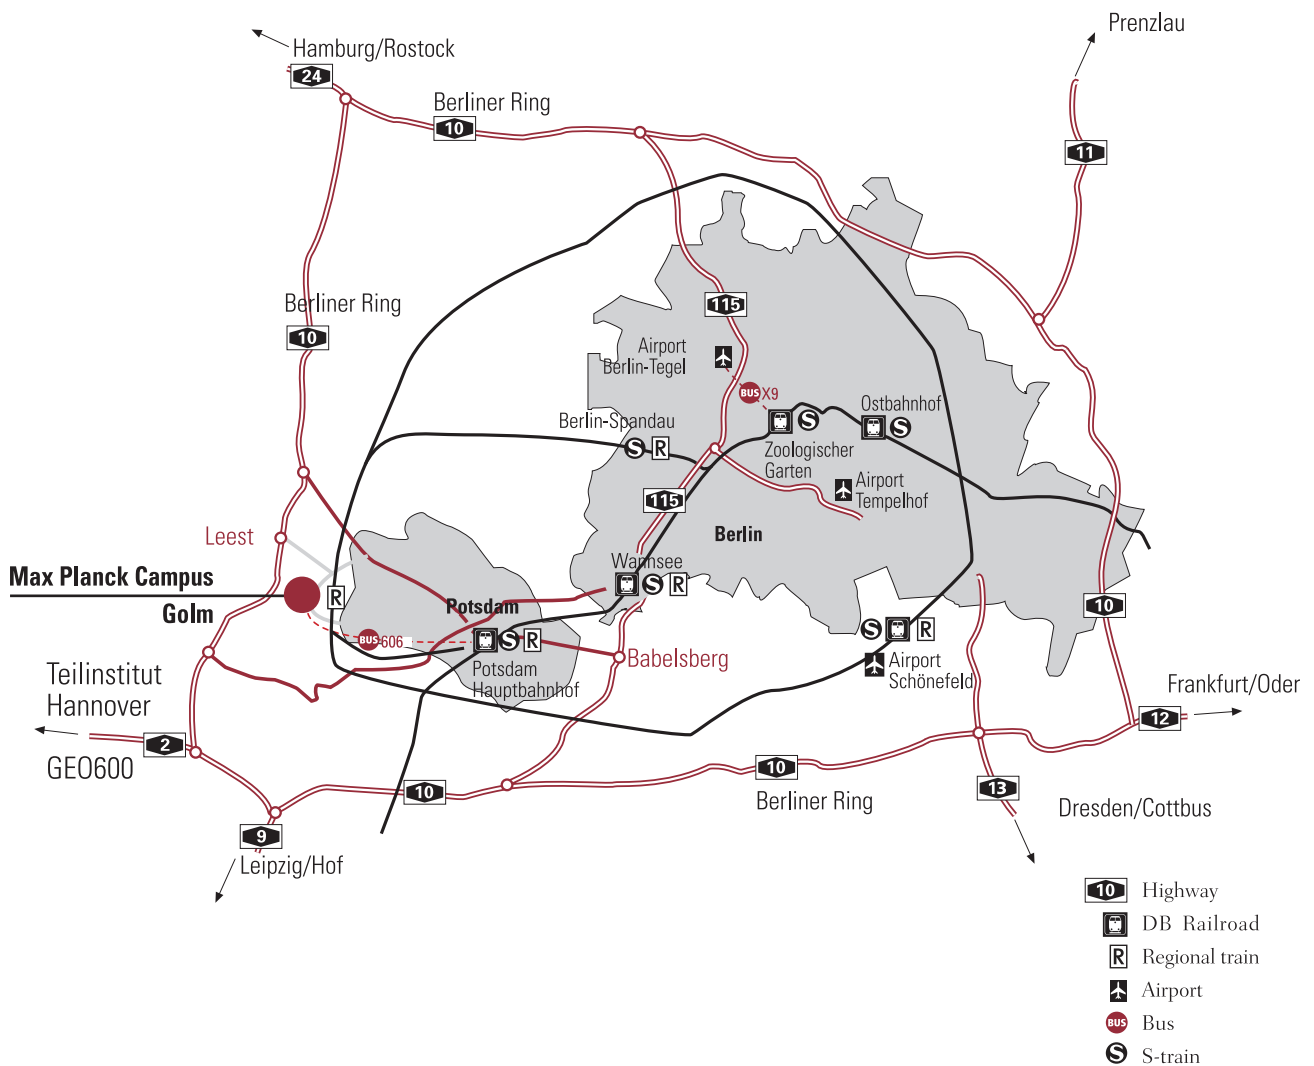 Prenzlau
Hamburg/Rostock
24
Berliner Ring
10
11
Berliner Ring
10
115
Airport
Berlin-Tegel
BUS X9
Berlin-Spandau
S R
S
Ostbahnhof
S
Zoologischer
Garten
Airport
Tempelhof
115
Berlin
Leest
Wannsee
S R
Max Planck Campus
Golm
R
Potsdam
BUS 606
S R
Potsdam
Hauptbahnhof
Babelsberg
10
S R
Airport
Schönefeld
Teilinstitut
Hannover
2
GEO600
Frankfurt/Oder
12
10
Berliner Ring
10
13
Dresden/Cottbus
9
Leipzig/Hof
10 Highway
DB Railroad
R Regional train
Airport
BUS Bus
S S-train